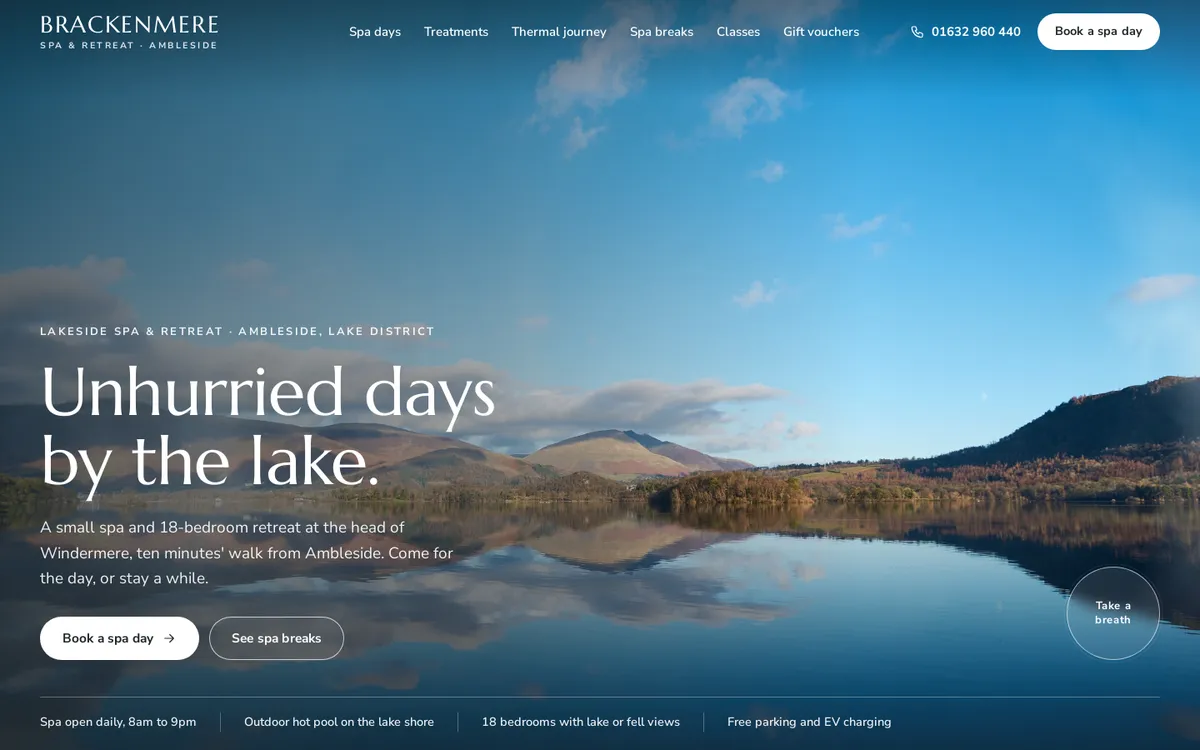 BRACKENMERE
SPA & RETREAT · AMBLESIDE
Spa days
Treatments
Thermal journey
Spa breaks
Classes
Gift vouchers
01632 960 440
Book a spa day
LAKESIDE SPA & RETREAT · AMBLESIDE, LAKE DISTRICT
Unhurried days
by the lake.
A small spa and 18-bedroom retreat at the head of
Windermere, ten minutes' walk from Ambleside. Come for
the day, or stay a while.
Book a spa day
See spa breaks
Take a
breath
Spa open daily, 8am to 9pm
Outdoor hot pool on the lake shore
18 bedrooms with lake or fell views
Free parking and EV charging